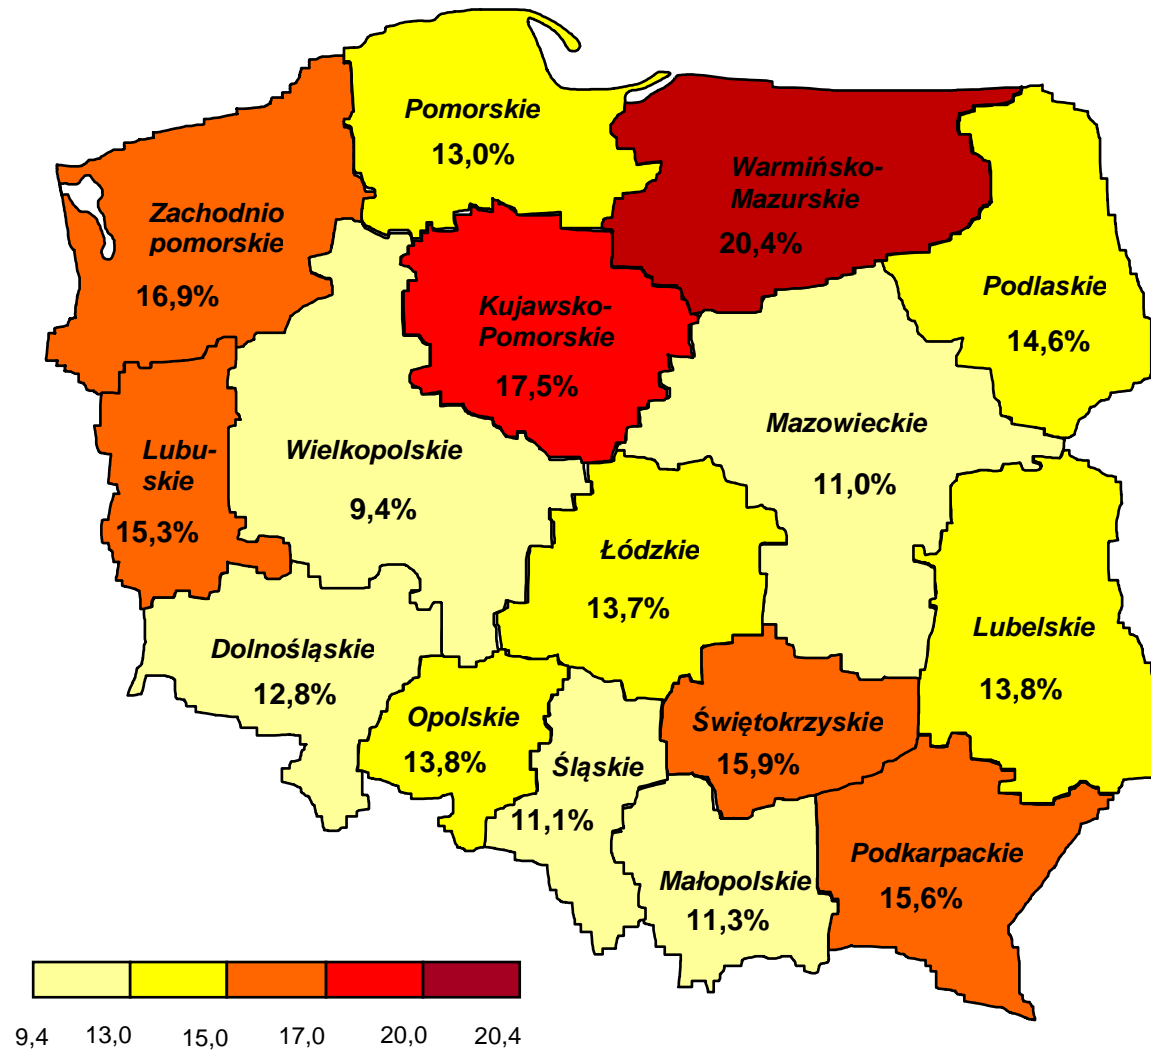 Pomorskie
13,0%
Warmińsko-
Mazurskie
20,4%
Zachodnio
pomorskie
16,9%
Podlaskie
14,6%
Kujawsko-
Pomorskie
17,5%
Mazowieckie
11,0%
Lubu-
skie
15,3%
Wielkopolskie
9,4%
Łódzkie
13,7%
Lubelskie
13,8%
Dolnośląskie
12,8%
Opolskie
13,8%
Śląskie
11,1%
Świętokrzyskie
15,9%
Małopolskie
11,3%
Podkarpackie
15,6%
9,4 13,0 15,0 17,0 20,0 20,4